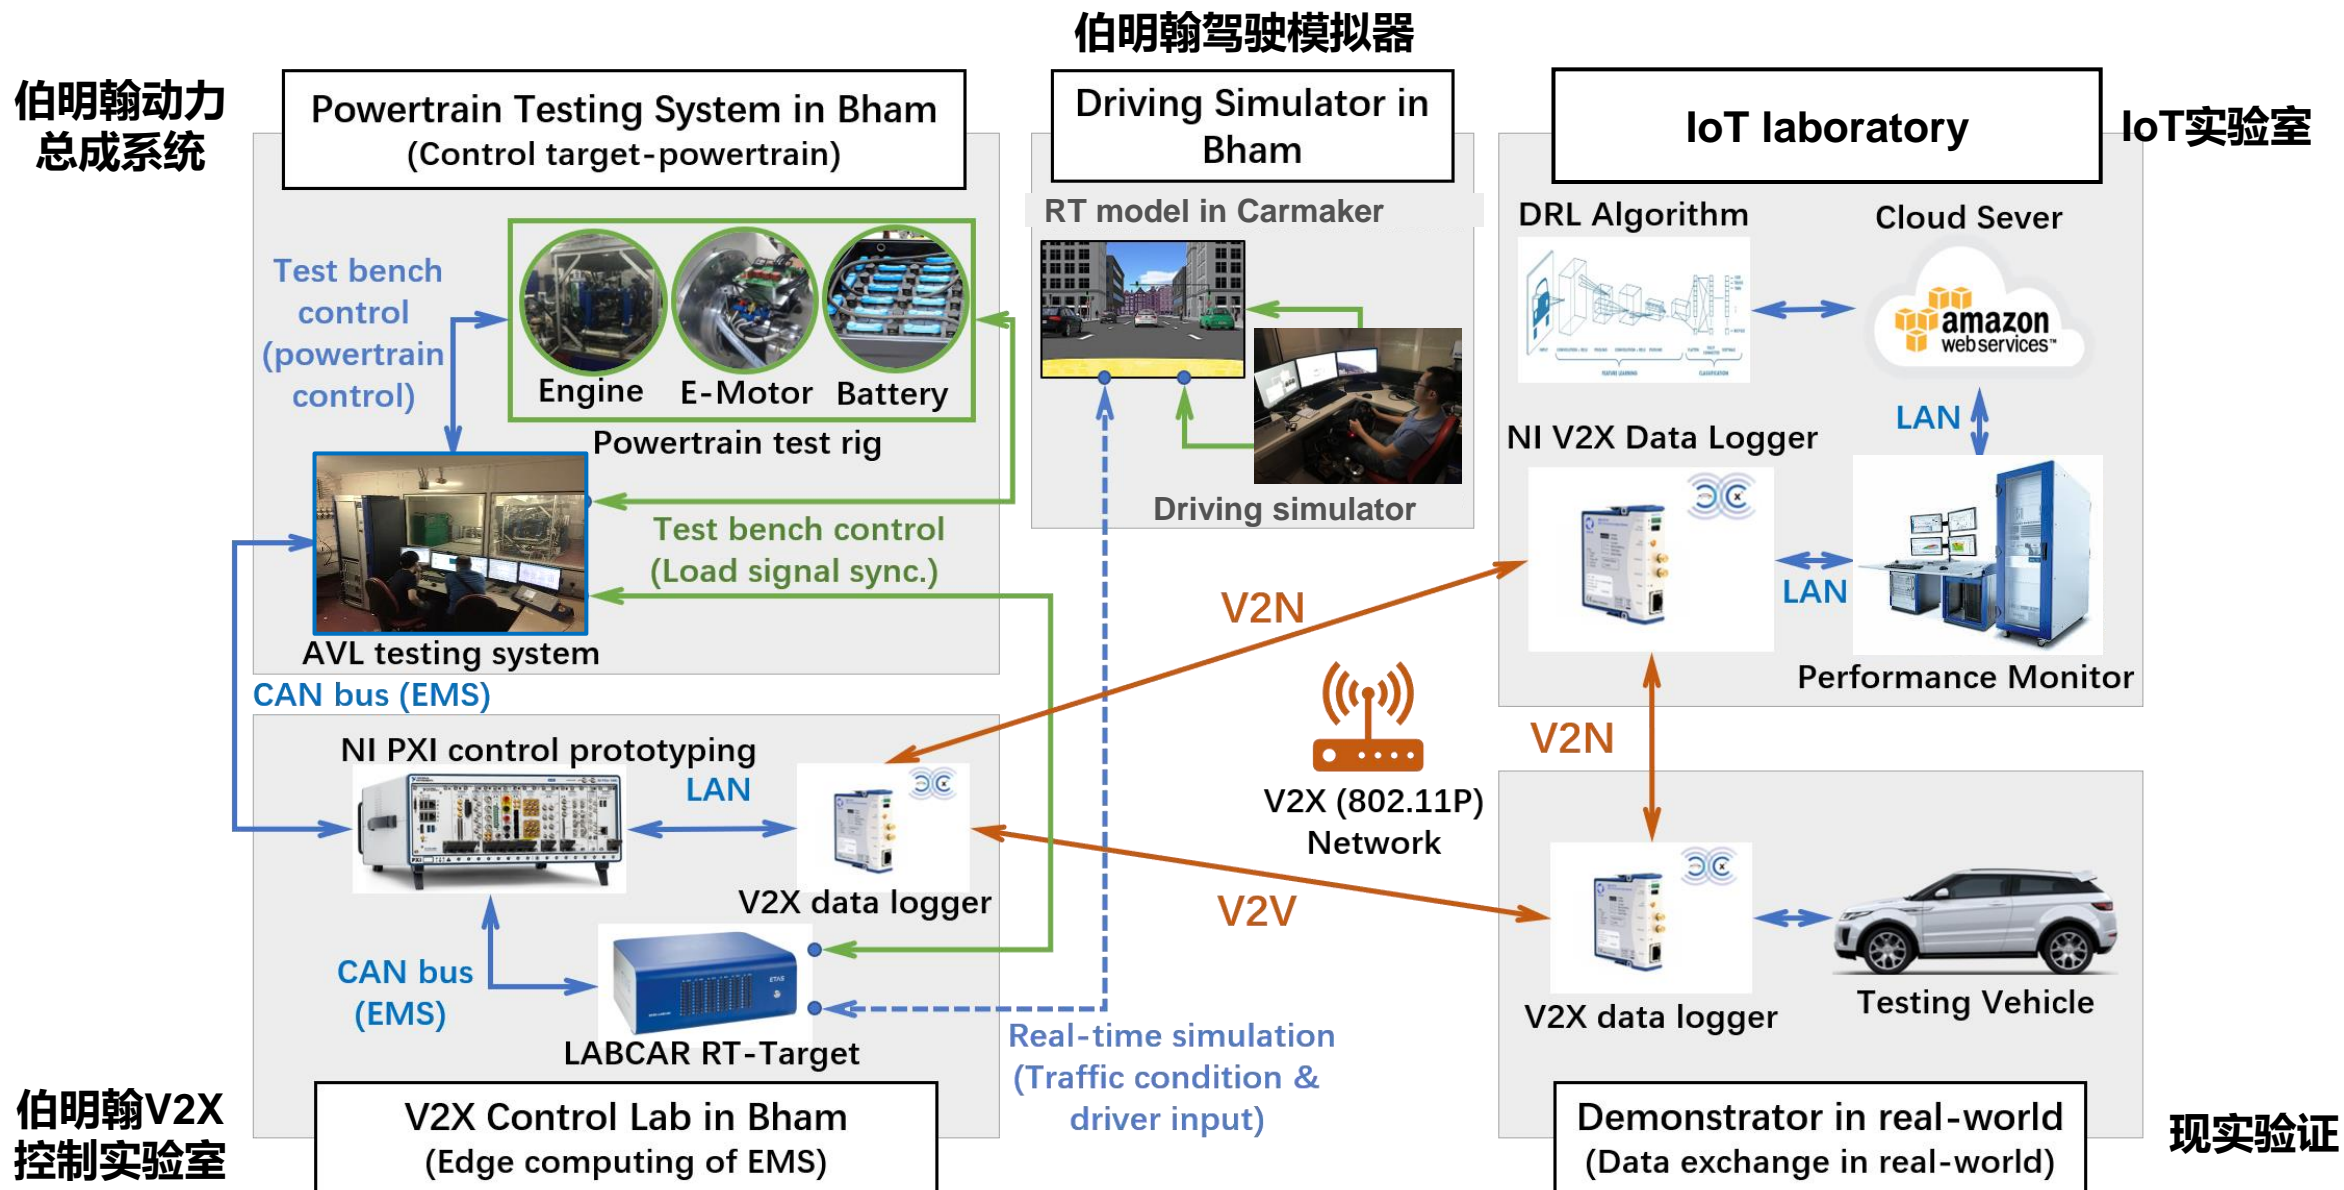 伯明翰驾驶模拟器
伯明翰动力
总成系统
Powertrain Testing System in Bham
(Control target-powertrain)
Driving Simulator in
Bham
IoT laboratory
IoT实验室
Test bench
control
(powertrain
control)
Engine
E-Motor
Battery
Powertrain test rig
Test bench control
(Load signal sync.)
AVL testing system
CAN bus (EMS)
RT model in Carmaker
Driving simulator
DRL Algorithm
Cloud Sever
amazon
webservices™
LAN
NI V2X Data Logger
LAN
Performance Monitor
V2N
V2N
V2X (802.11P)
Network
V2V
NI PXI control prototyping
LAN
PXI
V2X data logger
CAN bus
(EMS)
ETAS
LABCAR RT-Target
Real-time simulation
(Traffic condition &
driver input)
V2X data logger
Testing Vehicle
伯明翰V2X
控制实验室
V2X Control Lab in Bham
(Edge computing of EMS)
Demonstrator in real-world
(Data exchange in real-world)
现实验证